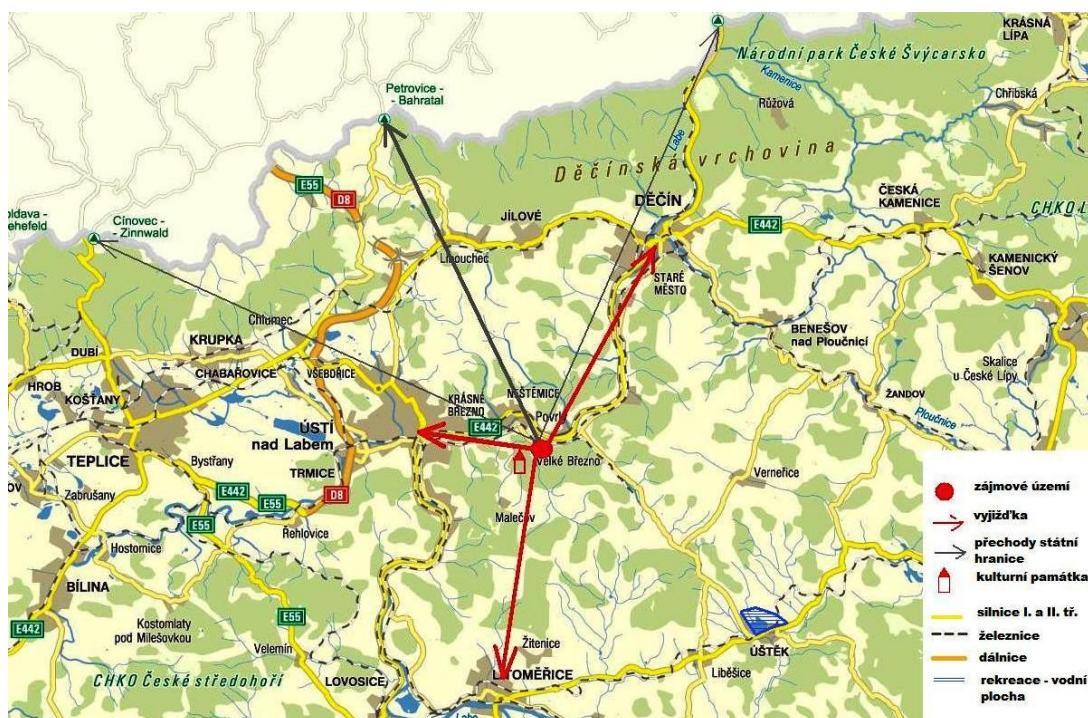 KRÁSNÁ
LÍPA
Národní park České Švýcarsko
Kamenice
Petrovice -
- Bahratal
Růžová
Chřibská
Labe
E55
D8
Děčínská vrchovina
Cínovec -
- Zinnwald
JÍLOVÉ
DĚČÍN
ČESKÁ
KAMENICE
CHKO L
E442
Libouchec
KAMENICKÝ
ŠENOV
STARÉ
MĚSTO
Chlumec
KRUPKA
DUBÍ
BENEŠOV
nad Ploučnicí
HROB
CHABAŘOVICE
VŠEBOŘICE
Skalice
u České Lípy
KOŠŤANY
KRÁSNÉ
BŘEZNO
NEŠTĚMICE
ŽANDOV
Povrly
ÚSTÍ
nad Labem
E442
Ploučnice
TEPLICE
Bystřany
TRMICE
Velké Březno
Verneřice
E442
E55
D8
Zabrušany
Malečov
E55
Řehlovice
Hostomice
BÍLINA
E442
Kostomlaty
pod Milešovkou
E55
Velemín
Žitenice
ÚŠTĚK
Liběšice
CHKO České středohoří
LOVOSICE
LITOMĚŘICE
Labe
zájmové území
vyjižďka
přechody státní
hranice
kulturní památka
silnice I. a II. tř.
železnice
dálnice
rekreace - vodní
plocha